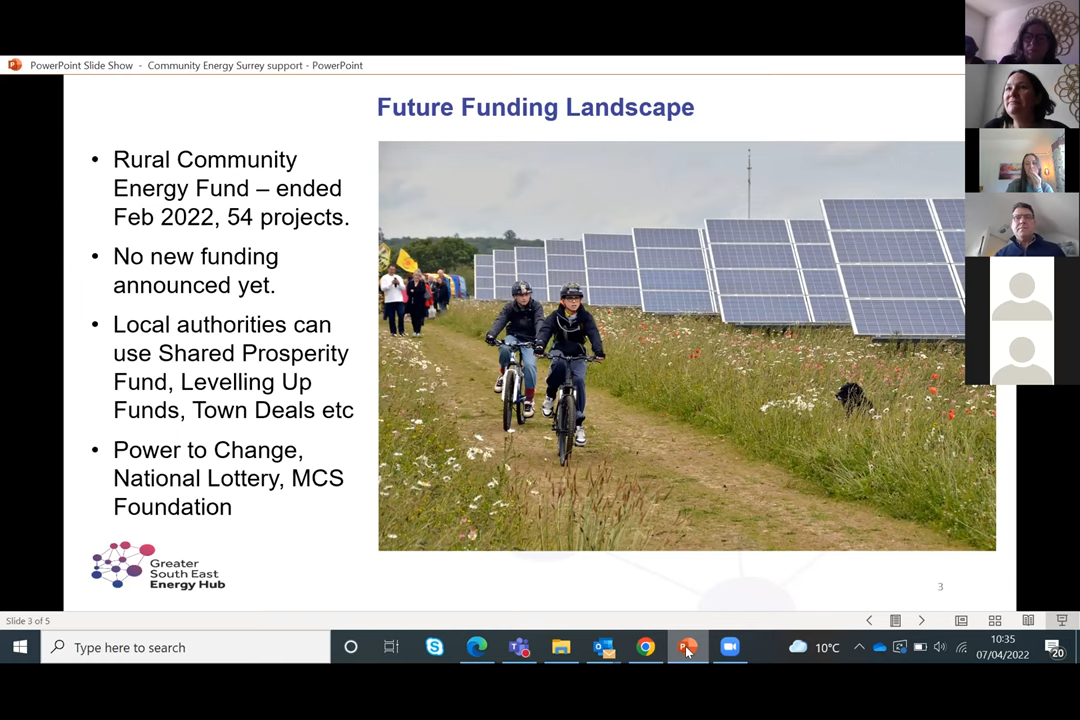 PowerPoint Slide Show - Community Energy Surrey support - PowerPoint
Future Funding Landscape
• Rural Community
Energy Fund – ended
Feb 2022, 54 projects.
• No new funding
announced yet.
• Local authorities can
use Shared Prosperity
Fund, Levelling Up
Funds, Town Deals etc
• Power to Change,
National Lottery, MCS
Foundation
Greater
South East
Energy Hub
3
Slide 3 of 5
Type here to search
10°C
10:35
07/04/2022
20